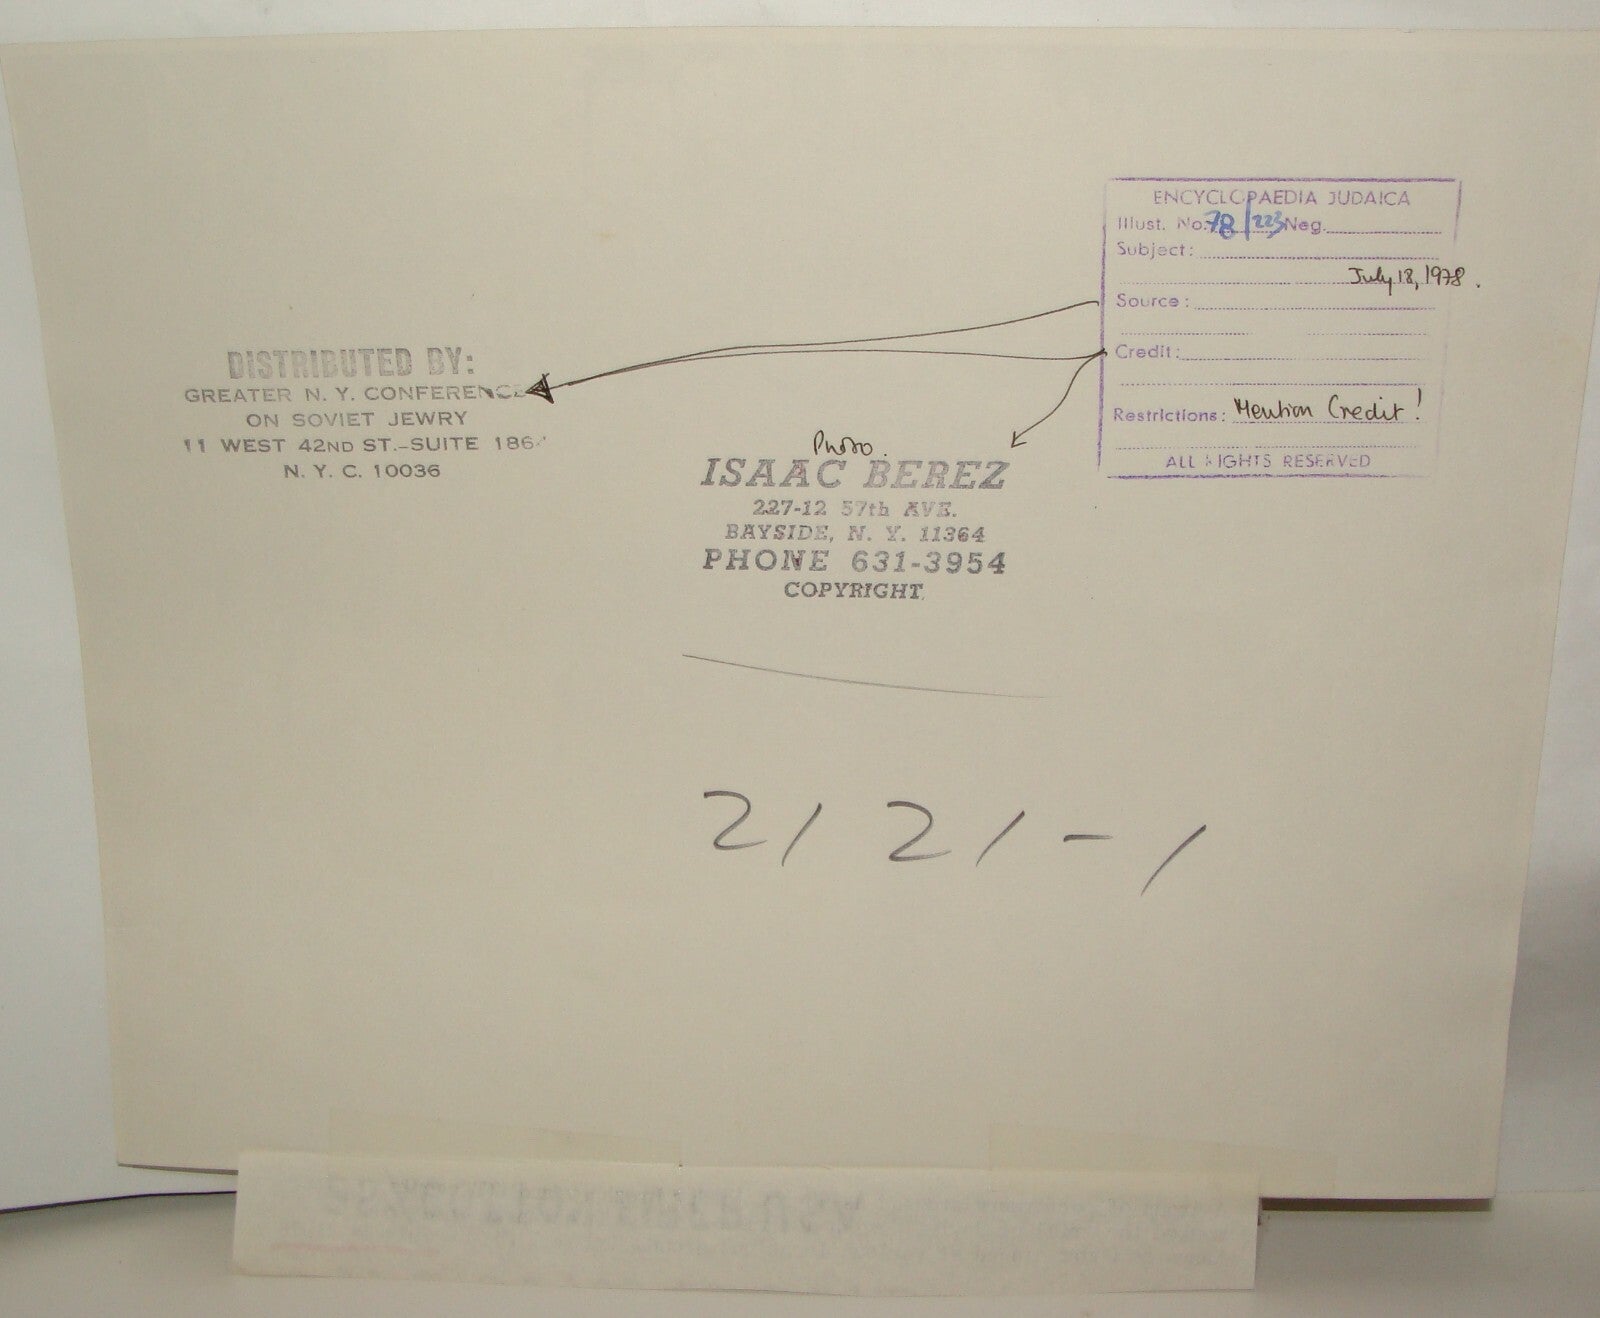 ENCYCLOPAEDIA JUDAICA
Illust. No. 78/223 Neg.
Subject:
July 18, 1978.
Source:
Credit:
Restrictions: Mention Credit!
ALL RIGHTS RESERVED
DISTRIBUTED BY:
GREATER N. Y. CONFERENCE
ON SOVIET JEWRY
11 WEST 42ND ST.-SUITE 186
N. Y. C. 10036
Photo.
ISAAC BEREZ
227-12 57th AVE.
BAYSIDE, N. Y. 11364
PHONE 631-3954
COPYRIGHT
2121-1